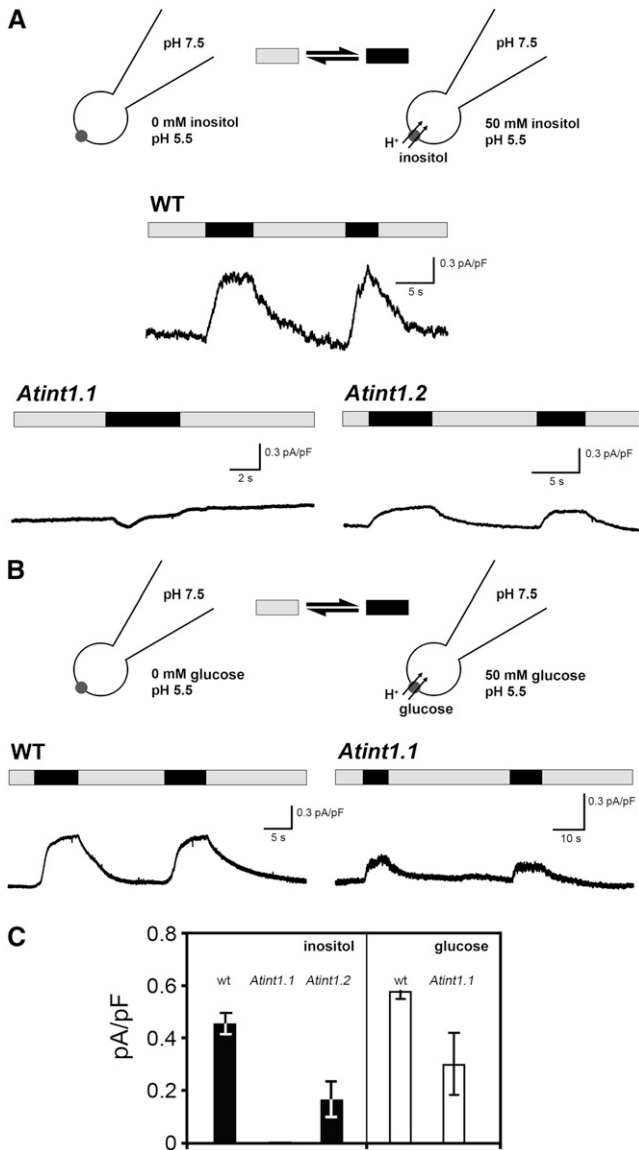 A
pH 7.5
pH 7.5
0 mM inositol
pH 5.5
H+
inositol
50 mM inositol
pH 5.5
WT
0.3 pA/pF
5 s
Atint1.1
Atint1.2
0.3 pA/pF
2 s
0.3 pA/pF
5 s
B
pH 7.5
pH 7.5
0 mM glucose
pH 5.5
H+
glucose
50 mM glucose
pH 5.5
WT
Atint1.1
0.3 pA/pF
5 s
0.3 pA/pF
10 s
C
pA/pF
0.8
0.6
0.4
0.2
0
inositol
glucose
wt
Atint1.1
Atint1.2
wt
Atint1.1